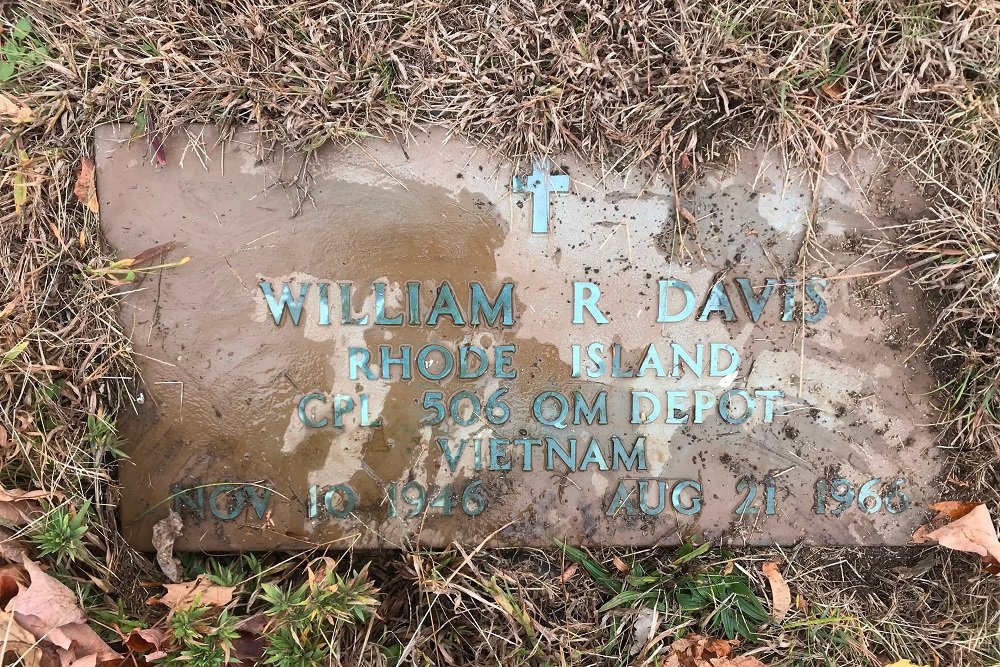 WILLIAM R DAVIS
RHODE ISLAND
CPL 506 QM DEPOT
VIETNAM
NOV 10 1946 AUG 21 1966